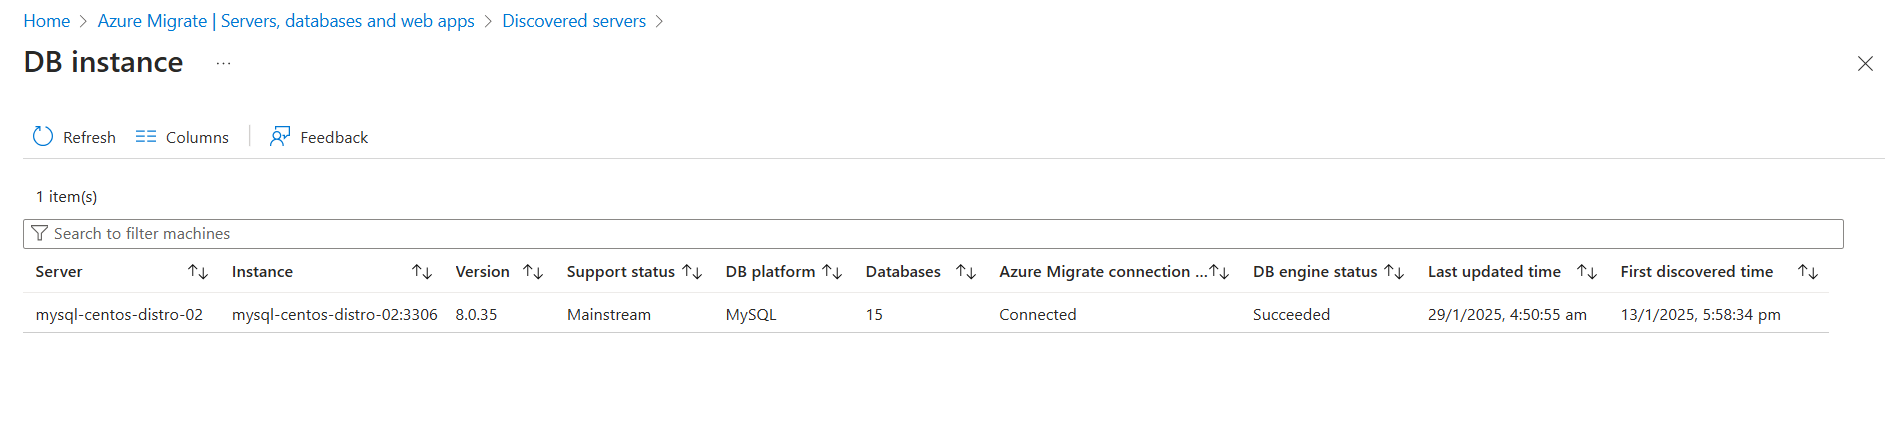 Home > Azure Migrate | Servers, databases and web apps > Discovered servers >
DB instance ...
Refresh Columns Feedback
1 item(s)
Search to filter machines
Server Instance Version Support status DB platform Databases Azure Migrate connection ... DB engine status Last updated time First discovered time
mysql-centos-distro-02 mysql-centos-distro-02:3306 8.0.35 Mainstream MySQL 15 Connected Succeeded 29/1/2025, 4:50:55 am 13/1/2025, 5:58:34 pm